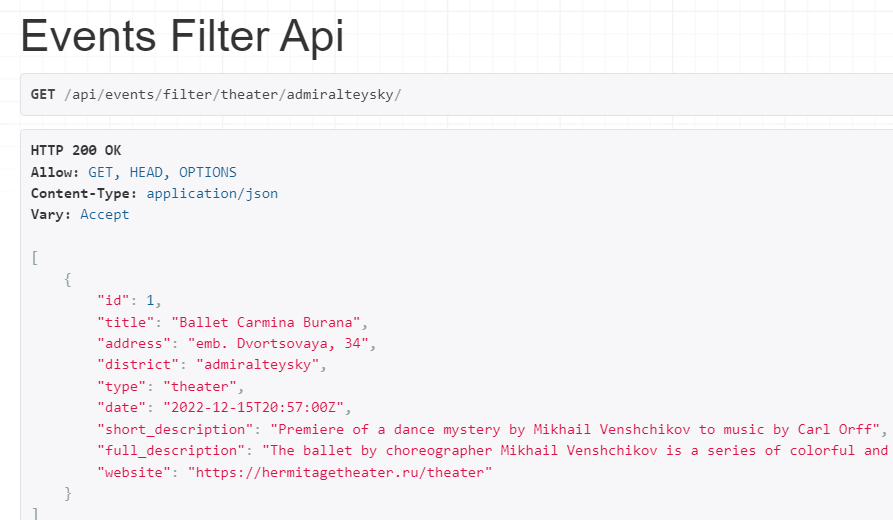 Events Filter Api
GET /api/events/filter/theater/admiralteysky/
HTTP 200 OK
Allow: GET, HEAD, OPTIONS
Content-Type: application/json
Vary: Accept
[
    {
        "id": 1,
        "title": "Ballet Carmina Burana",
        "address": "emb. Dvortsovaya, 34",
        "district": "admiralteysky",
        "type": "theater",
        "date": "2022-12-15T20:57:00Z",
        "short_description": "Premiere of a dance mystery by Mikhail Venshchikov to music by Carl Orff",
        "full_description": "The ballet by choreographer Mikhail Venshchikov is a series of colorful and
        "website": "https://hermitagetheater.ru/theater"
    }
]